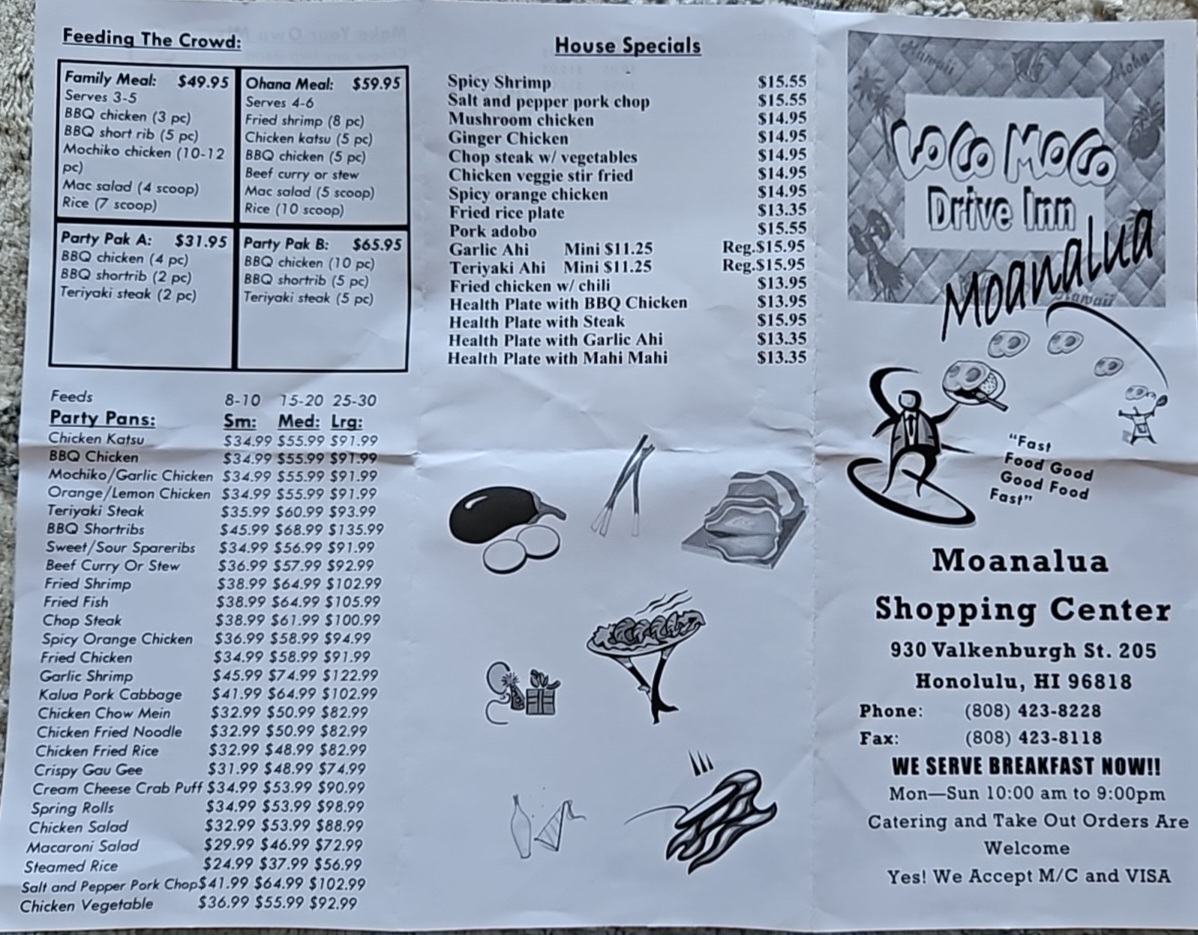 Feeding The Crowd:
Family Meal: $49.95
Serves 3-5
BBQ chicken (3 pc)
BBQ short rib (5 pc)
Mochiko chicken (10-12
pc)
Mac salad (4 scoop)
Rice (7 scoop)
Ohana Meal: $59.95
Serves 4-6
Fried shrimp (8 pc)
Chicken katsu (5 pc)
BBQ chicken (5 pc)
Beef curry or stew
Mac salad (5 scoop)
Rice (10 scoop)
Party Pak A: $31.95
BBQ chicken (4 pc)
BBQ shortrib (2 pc)
Teriyaki steak (2 pc)
Party Pak B: $65.95
BBQ chicken (10 pc)
BBQ shortrib (5 pc)
Teriyaki steak (5 pc)
Feeds 8-10 15-20 25-30
Party Pans: Sm: Med: Lrg:
Chicken Katsu $34.99 $55.99 $91.99
BBQ Chicken $34.99 $55.99 $91.99
Mochiko/Garlic Chicken $34.99 $55.99 $91.99
Orange/Lemon Chicken $34.99 $55.99 $91.99
Teriyaki Steak $35.99 $60.99 $93.99
BBQ Shortribs $45.99 $68.99 $135.99
Sweet/Sour Spareribs $34.99 $56.99 $91.99
Beef Curry Or Stew $36.99 $57.99 $92.99
Fried Shrimp $38.99 $64.99 $102.99
Fried Fish $38.99 $64.99 $105.99
Chop Steak $38.99 $61.99 $100.99
Spicy Orange Chicken $36.99 $58.99 $94.99
Fried Chicken $34.99 $58.99 $91.99
Garlic Shrimp $45.99 $74.99 $122.99
Kalua Pork Cabbage $41.99 $64.99 $102.99
Chicken Chow Mein $32.99 $50.99 $82.99
Chicken Fried Noodle $32.99 $50.99 $82.99
Chicken Fried Rice $32.99 $48.99 $82.99
Crispy Gau Gee $31.99 $48.99 $74.99
Cream Cheese Crab Puff $34.99 $53.99 $90.99
Spring Rolls $34.99 $53.99 $98.99
Chicken Salad $32.99 $53.99 $88.99
Macaroni Salad $29.99 $46.99 $72.99
Steamed Rice $24.99 $37.99 $56.99
Salt and Pepper Pork Chop $41.99 $64.99 $102.99
Chicken Vegetable $36.99 $55.99 $92.99
House Specials
Spicy Shrimp $15.55
Salt and pepper pork chop $15.55
Mushroom chicken $14.95
Ginger Chicken $14.95
Chop steak w/ vegetables $14.95
Chicken veggie stir fried $14.95
Spicy orange chicken $14.95
Fried rice plate $13.35
Pork adobo $15.55
Garlic Ahi Mini $11.25 Reg.$15.95
Teriyaki Ahi Mini $11.25 Reg.$15.95
Fried chicken w/ chili $13.95
Health Plate with BBQ Chicken $13.95
Health Plate with Steak $15.95
Health Plate with Garlic Ahi $13.35
Health Plate with Mahi Mahi $13.35
Hawaii Aloha
LOCO MOCO
Drive Inn
Moanalua
Hawaii
"Fast
Food Good
Good Food
Fast"
Moanalua
Shopping Center
930 Valkenburgh St. 205
Honolulu, HI 96818
Phone: (808) 423-8228
Fax: (808) 423-8118
WE SERVE BREAKFAST NOW!!
Mon—Sun 10:00 am to 9:00pm
Catering and Take Out Orders Are
Welcome
Yes! We Accept M/C and VISA